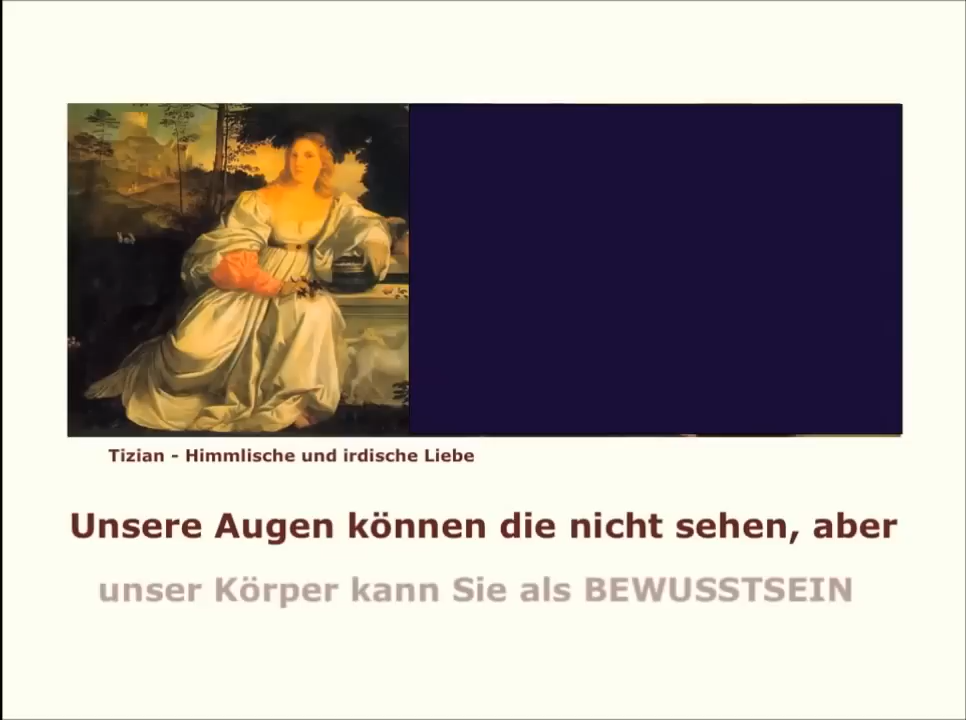 Tizian - Himmlische und irdische Liebe
Unsere Augen können die nicht sehen, aber
unser Körper kann Sie als BEWUSSTSEIN